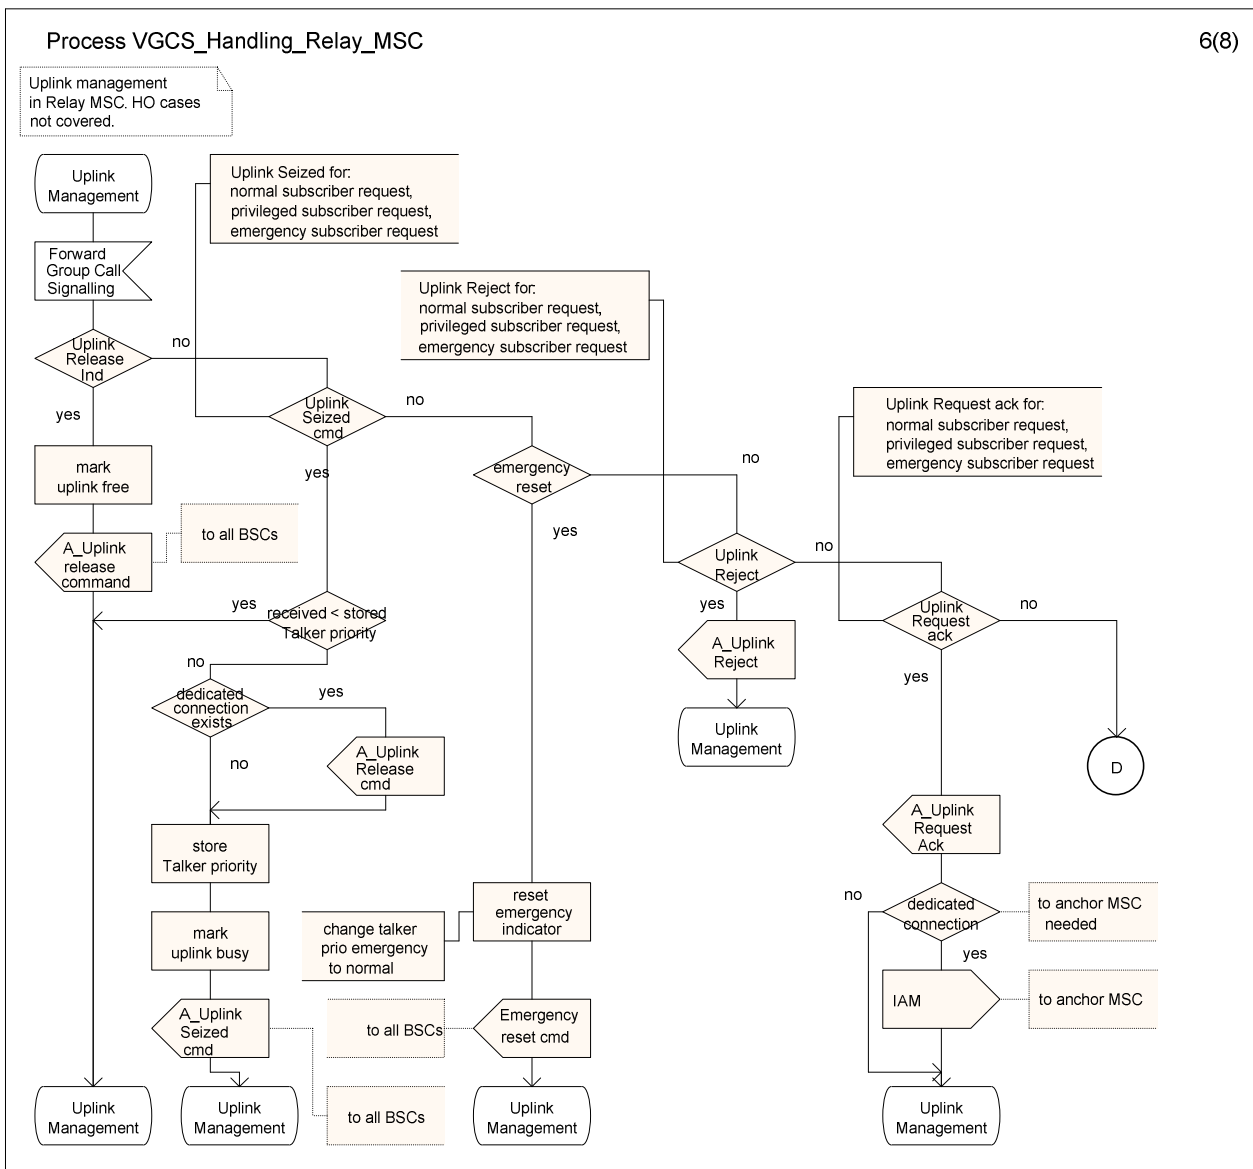 Process VGCS_Handling_Relay_MSC
6(8)
Uplink management
in Relay MSC. HO cases
not covered.
Uplink
Management
Uplink Seized for:
normal subscriber request,
privileged subscriber request,
emergency subscriber request
Forward
Group Call
Signalling
Uplink Reject for:
normal subscriber request,
privileged subscriber request,
emergency subscriber request
Uplink
Release
Ind
no
yes
Uplink
Seized
cmd
no
yes
Uplink Request ack for:
normal subscriber request,
privileged subscriber request,
emergency subscriber request
mark
uplink free
emergency
reset
no
yes
A_Uplink
release
command
to all BSCs
Uplink
Reject
no
yes
received < stored
Talker priority
yes
no
Uplink
Request
ack
no
yes
A_Uplink
Reject
dedicated
connection
exists
yes
no
Uplink
Management
A_Uplink
Release
cmd
D
store
Talker priority
A_Uplink
Request
Ack
reset
emergency
indicator
change talker
prio emergency
to normal
mark
uplink busy
no
dedicated
connection
to anchor MSC
needed
yes
IAM
to anchor MSC
A_Uplink
Seized
cmd
to all BSCs
Emergency
reset cmd
Uplink
Management
Uplink
Management
to all BSCs
Uplink
Management
Uplink
Management